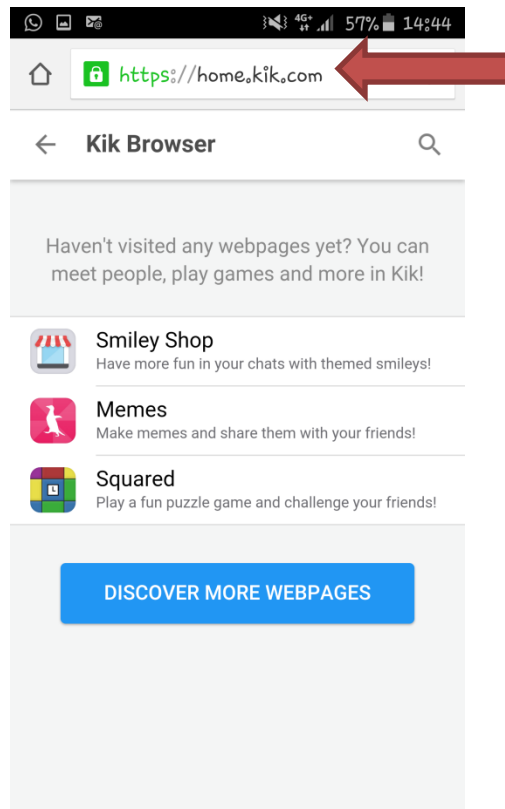 4G+ 57% 14:44
https://home.kik.com
Kik Browser
Haven't visited any webpages yet? You can
meet people, play games and more in Kik!
Smiley Shop
Have more fun in your chats with themed smileys!
Memes
Make memes and share them with your friends!
Squared
Play a fun puzzle game and challenge your friends!
DISCOVER MORE WEBPAGES